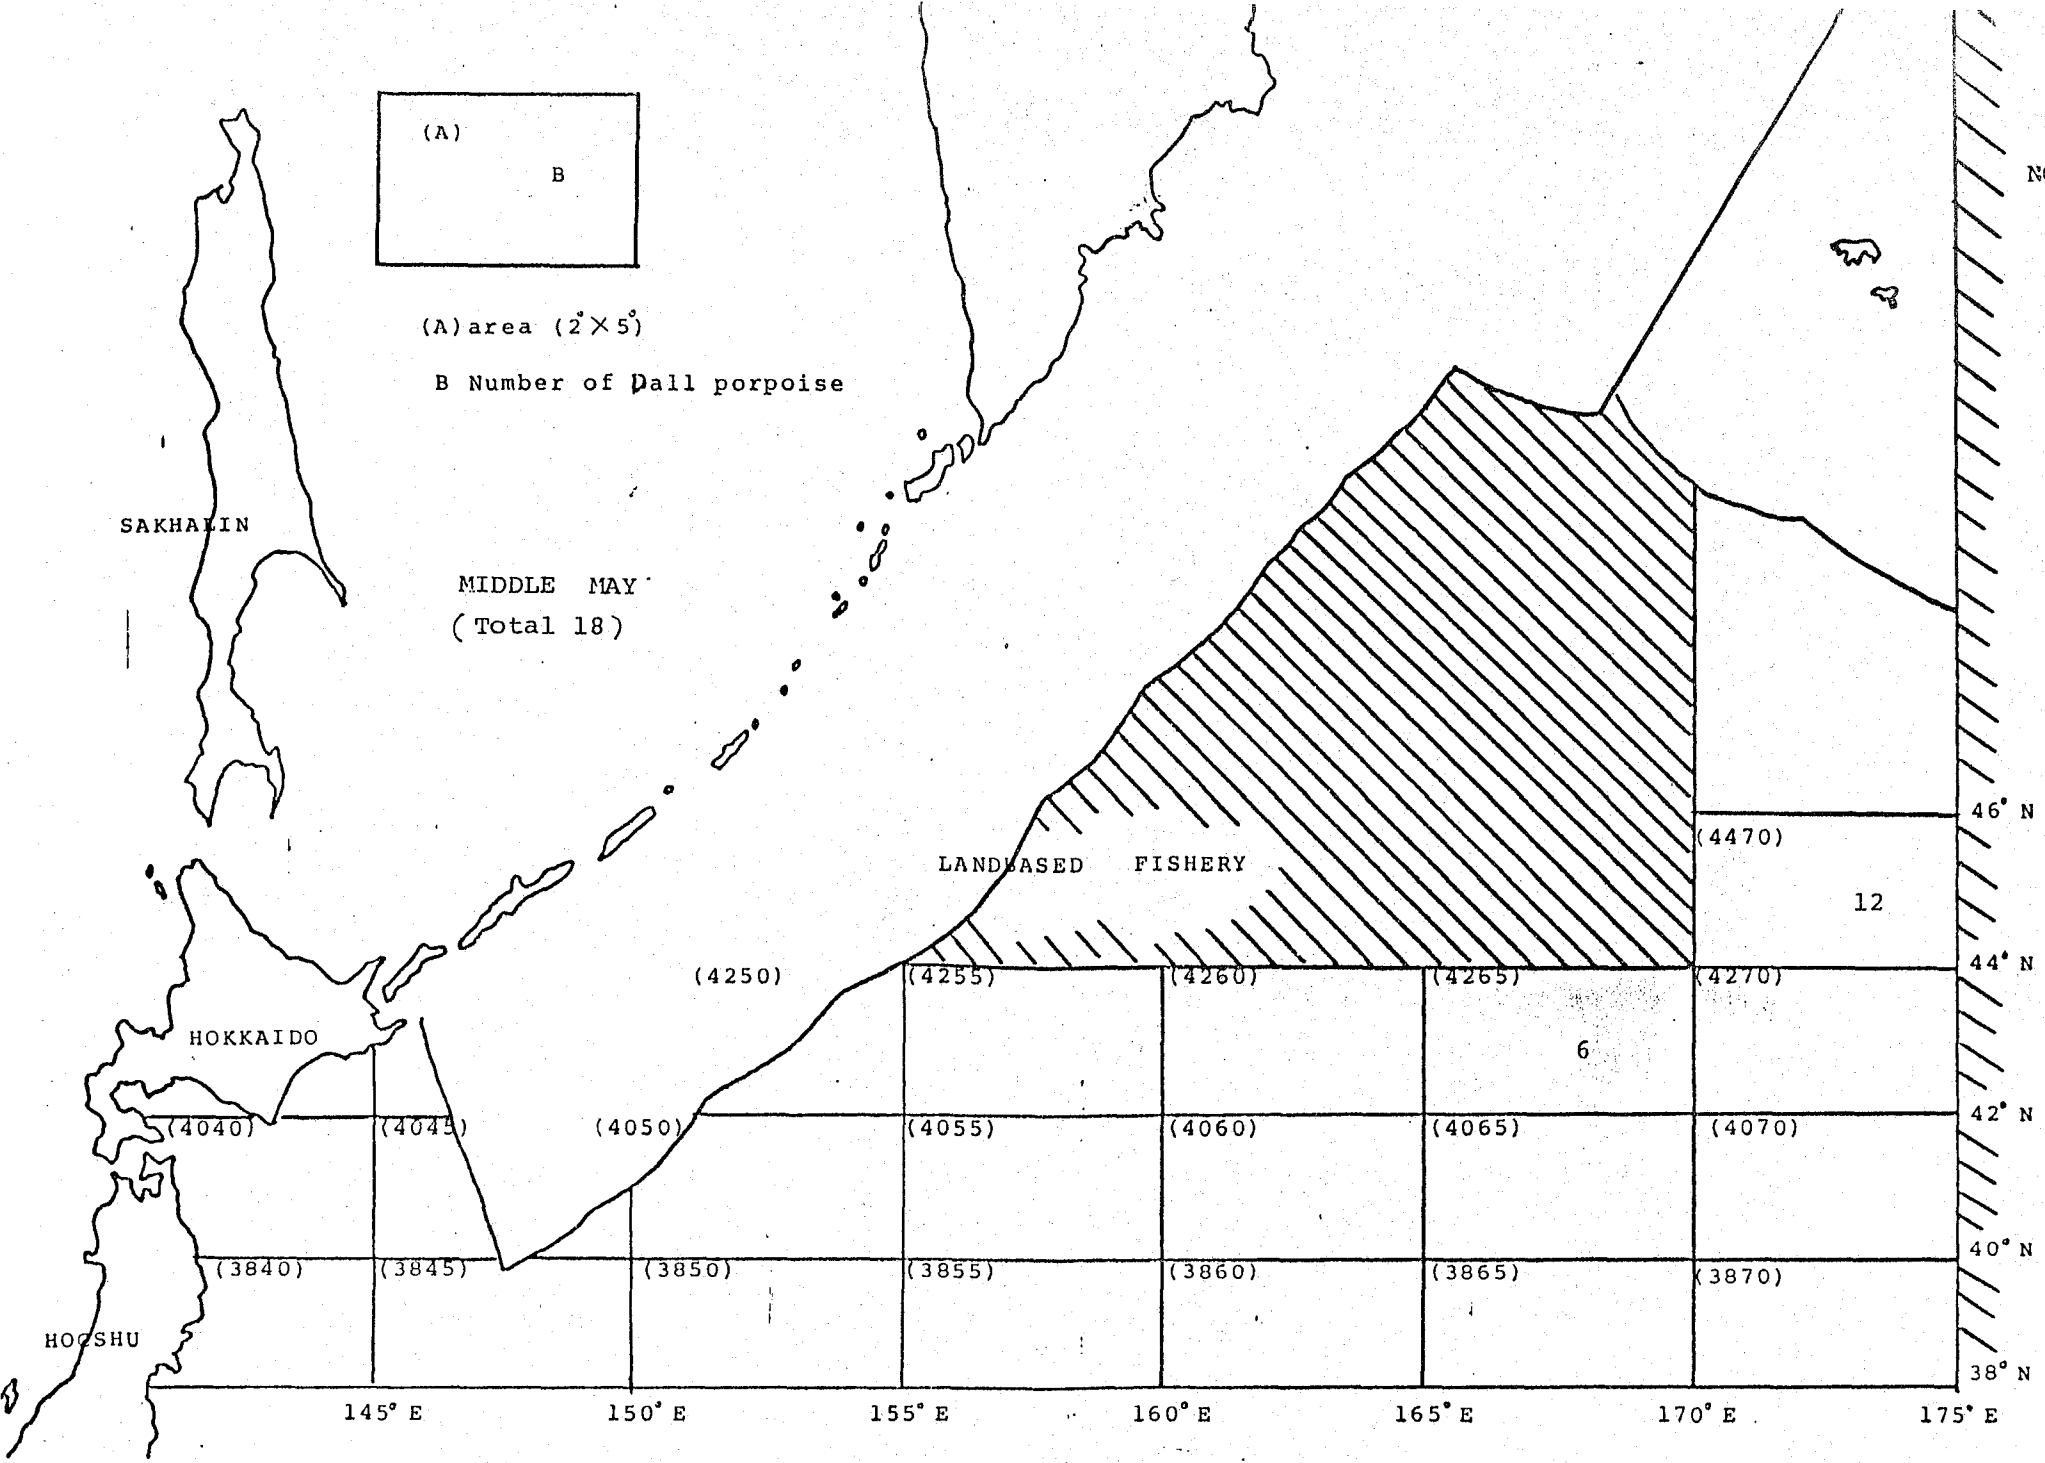 (A)
B
NO
(A) area (2°×5°)
B Number of Dall porpoise
SAKHALIN
MIDDLE MAY
(Total 18)
46° N
(4470)
LANDBASED FISHERY
12
44° N
(4250) (4255) (4260) (4265) (4270)
HOKKAIDO
6
42° N
(4040) (4045) (4050) (4055) (4060) (4065) (4070)
40° N
(3840) (3845) (3850) (3855) (3860) (3865) (3870)
HOOSHU
38° N
145° E 150° E 155° E 160° E 165° E 170° E 175° E